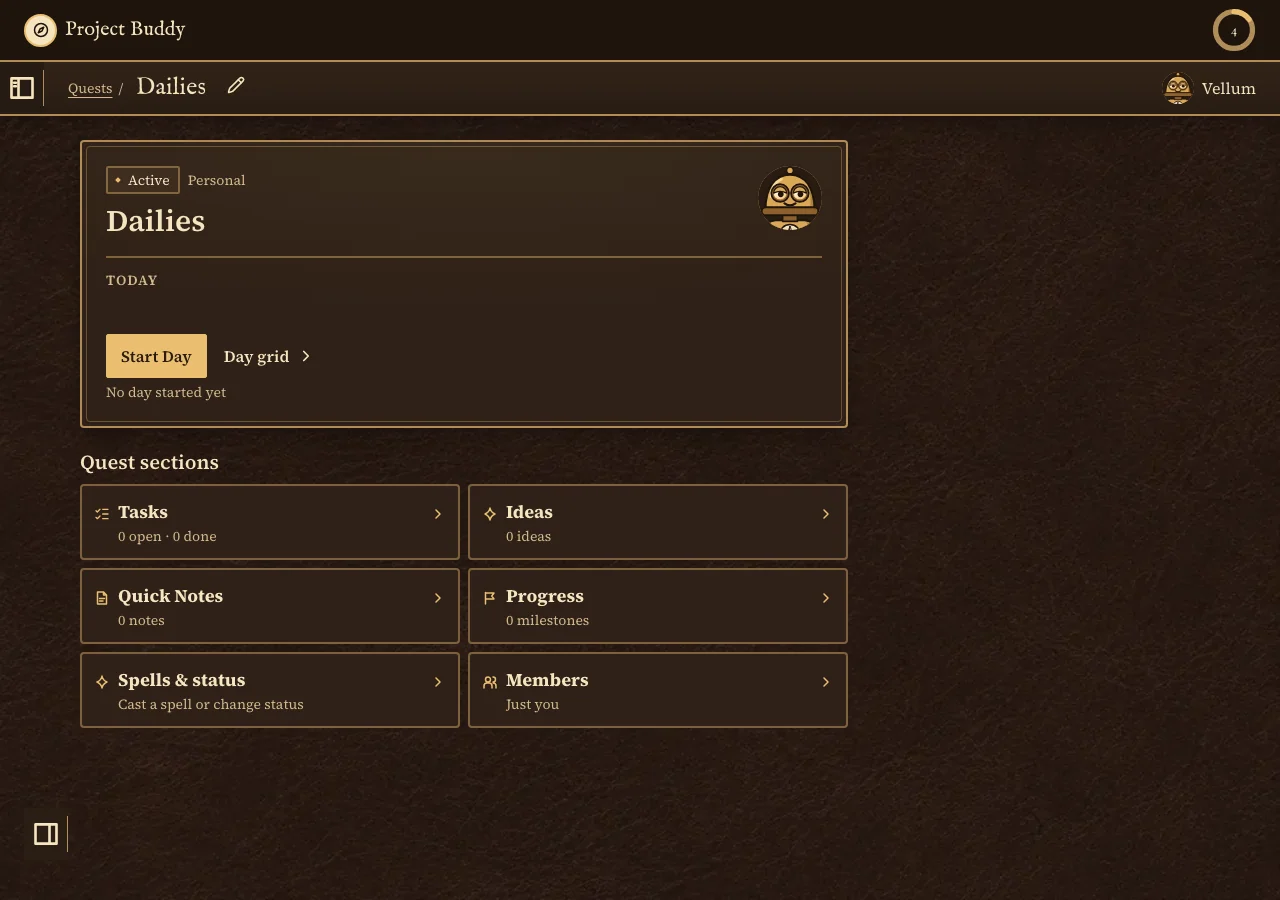 Project Buddy
4
Quests / Dailies
Vellum
Active Personal
Dailies
TODAY
Start Day Day grid
No day started yet
Quest sections
Tasks
0 open · 0 done
Ideas
0 ideas
Quick Notes
0 notes
Progress
0 milestones
Spells & status
Cast a spell or change status
Members
Just you